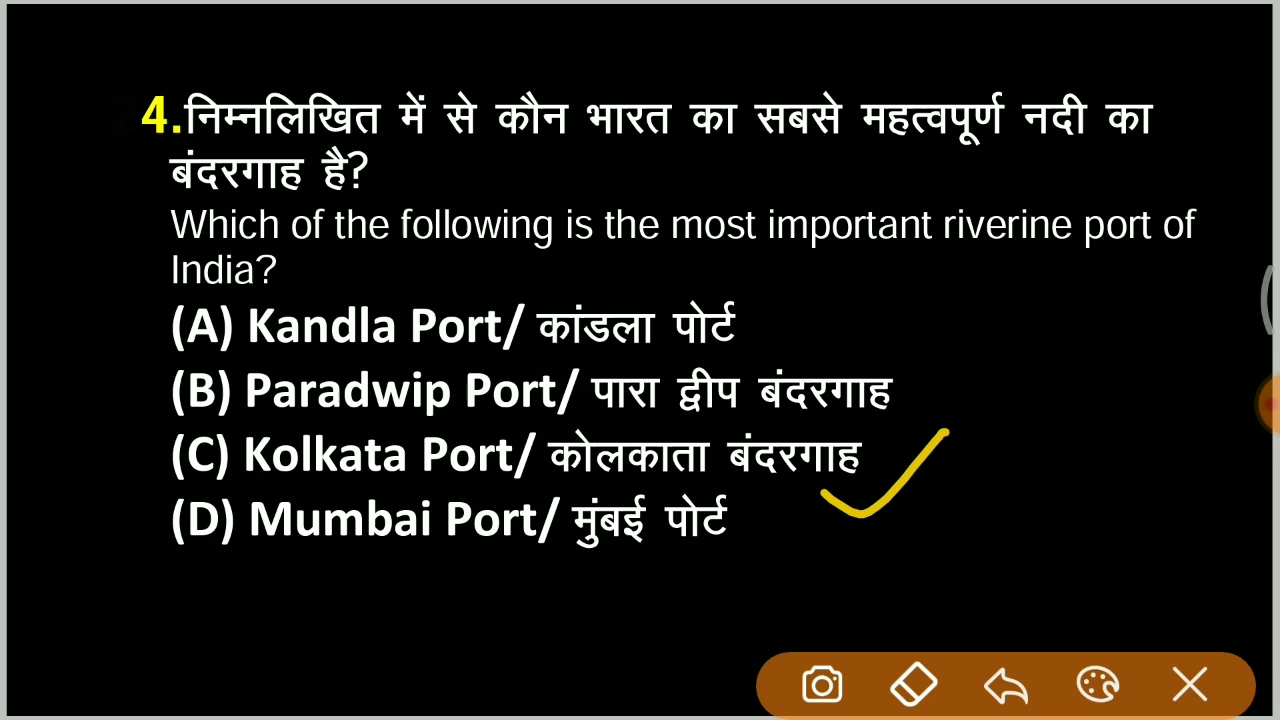 4.निम्नलिखित में से कौन भारत का सबसे महत्वपूर्ण नदी का
बंदरगाह है?
Which of the following is the most important riverine port of
India?
(A) Kandla Port/ कांडला पोर्ट
(B) Paradwip Port/ पारा द्वीप बंदरगाह
(C) Kolkata Port/ कोलकाता बंदरगाह
(D) Mumbai Port/ मुंबई पोर्ट